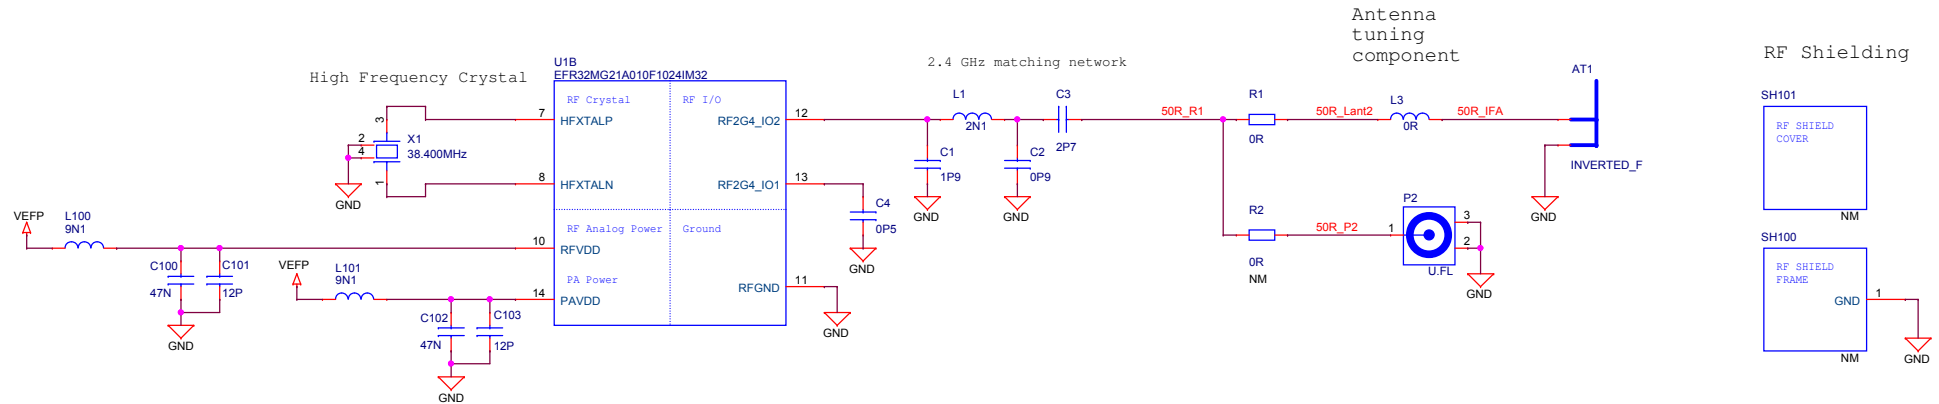 Antenna
tuning
component
RF Shielding
High Frequency Crystal
2.4 GHz matching network
U1B
EFR32MG21A010F1024IM32
RF Crystal
RF I/O
7
HFXTALP
RF2G4_IO2
12
8
HFXTALN
RF2G4_IO1
13
RF Analog Power
Ground
10
RFVDD
PA Power
14
PAVDD
RFGND
11
GND
3
2
4
1
X1
38.400MHz
GND
VEFP
L100
9N1
C100
47N
C101
12P
GND
VEFP
L101
9N1
C102
47N
C103
12P
GND
C4
0P5
GND
L1
2N1
C1
1P9
GND
C2
0P9
GND
C3
2P7
50R_R1
R1
0R
50R_Lant2
L3
0R
50R_IFA
AT1
INVERTED_F
GND
R2
0R
NM
50R_P2
P2
1
3
2
U.FL
GND
SH101
RF SHIELD
COVER
NM
SH100
RF SHIELD
FRAME
GND
1
NM
GND